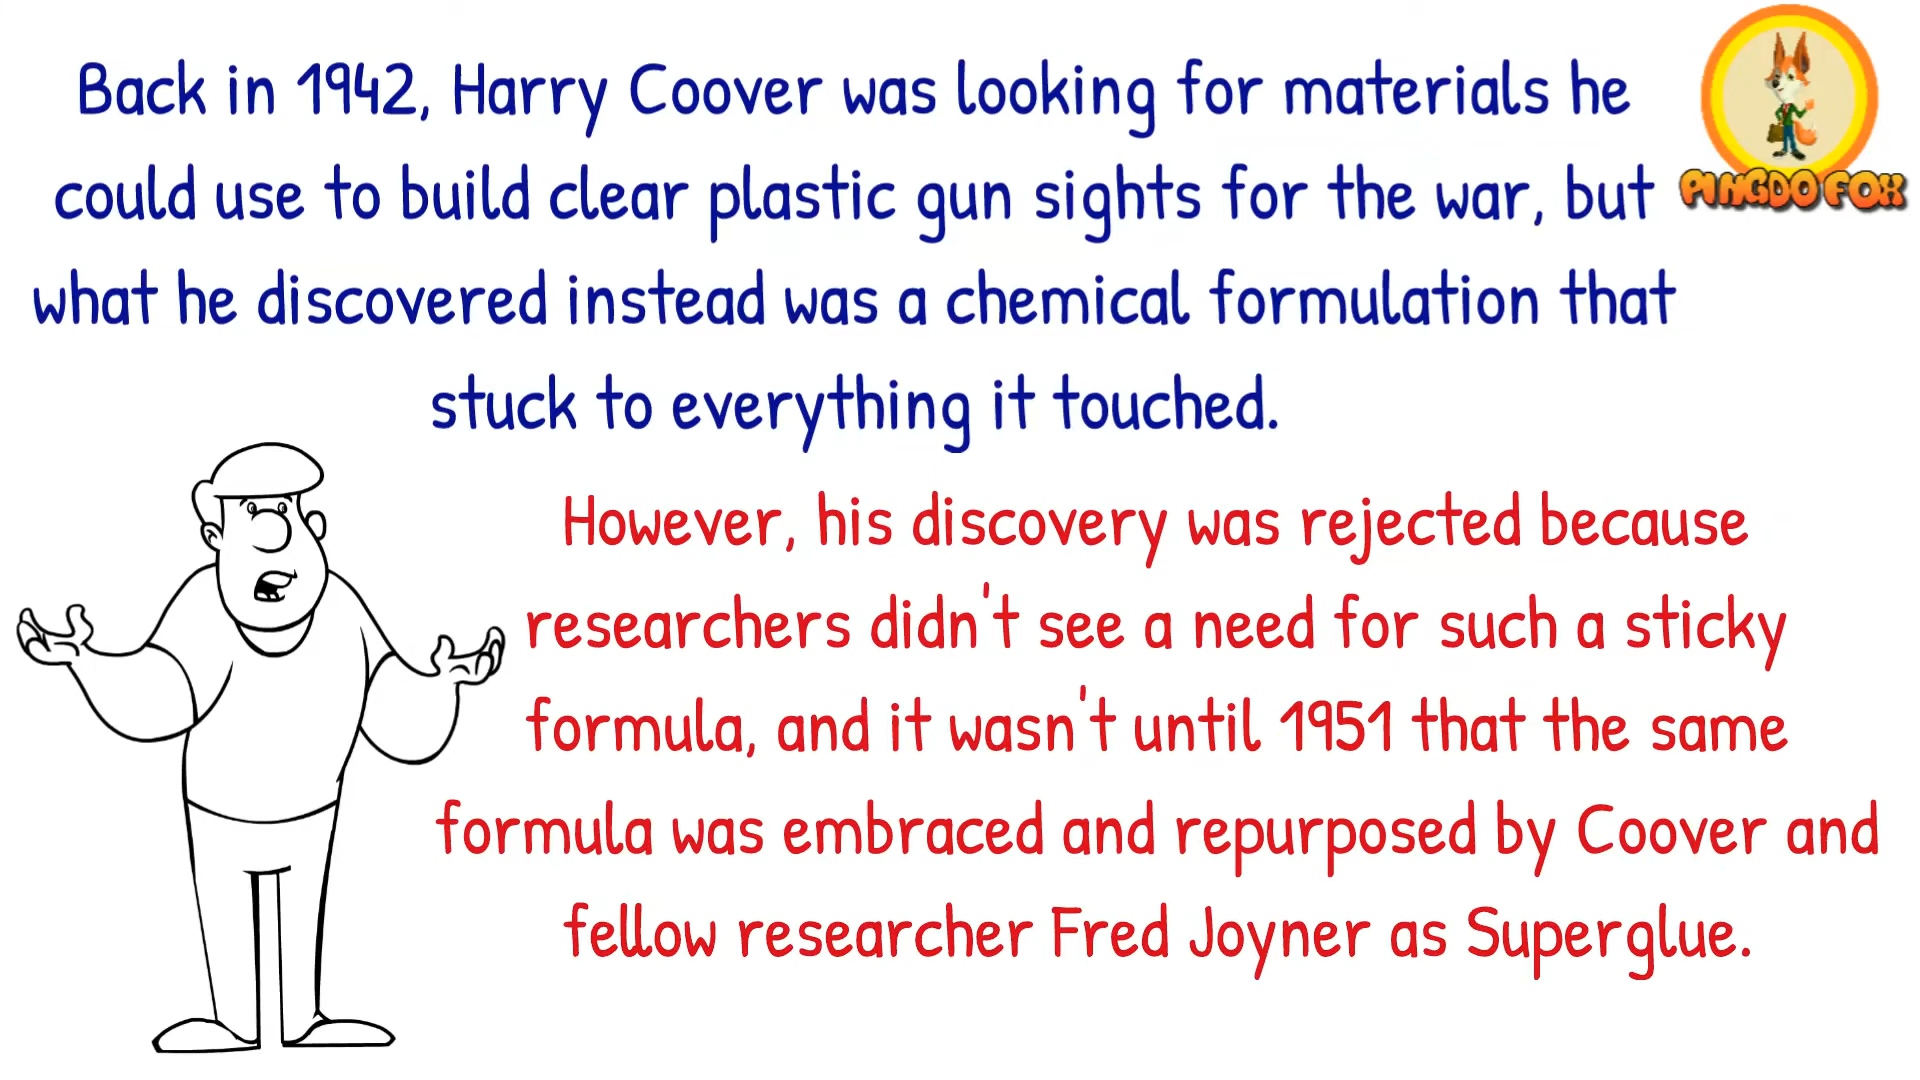 Back in 1942, Harry Coover was looking for materials he
could use to build clear plastic gun sights for the war, but
what he discovered instead was a chemical formulation that
stuck to everything it touched.
PINGDO FOX
However, his discovery was rejected because
researchers didn't see a need for such a sticky
formula, and it wasn't until 1951 that the same
formula was embraced and repurposed by Coover and
fellow researcher Fred Joyner as Superglue.